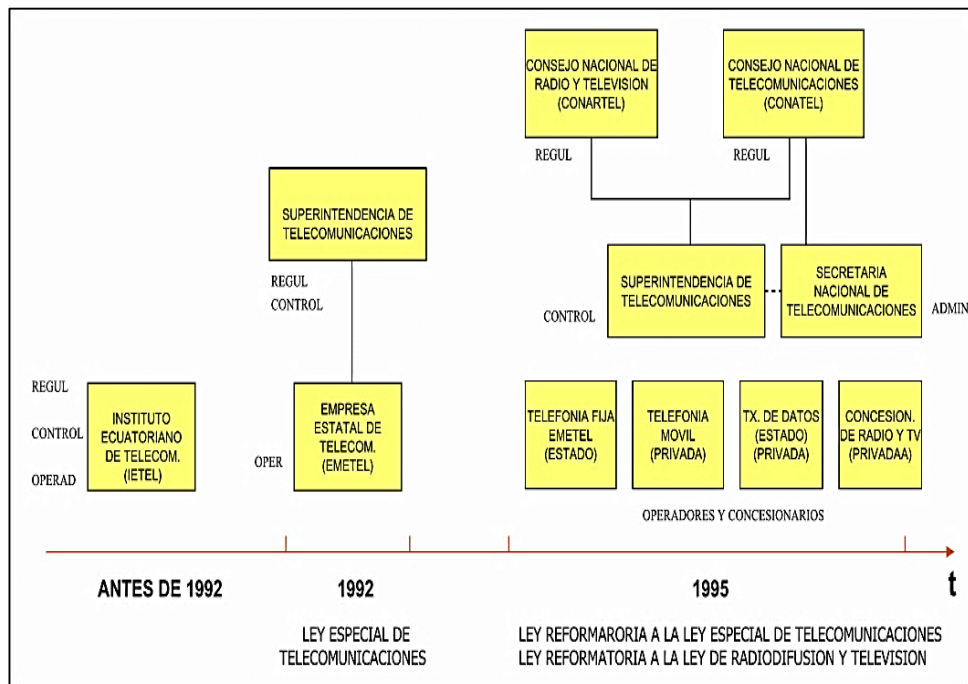 CONSEJO NACIONAL DE
RADIO Y TELEVISION
(CONARTEL)
CONSEJO NACIONAL DE
TELECOMUNICACIONES
(CONATEL)
REGUL
REGUL
SUPERINTENDENCIA DE
TELECOMUNICACIONES
REGUL
CONTROL
SUPERINTENDENCIA DE
TELECOMUNICACIONES
SECRETARIA
NACIONAL DE
TELECOMUNICACIONES
CONTROL
ADMIN
REGUL
CONTROL
OPERAD
INSTITUTO
ECUATORIANO
DE TELECOM.
(IETEL)
OPER
EMPRESA
ESTATAL DE
TELECOM.
(EMETEL)
TELEFONIA FIJA
EMETEL
(ESTADO)
TELEFONIA
MOVIL
(PRIVADA)
TX. DE DATOS
(ESTADO)
(PRIVADA)
CONCESION.
DE RADIO Y TV
(PRIVADAA)
OPERADORES Y CONCESIONARIOS
ANTES DE 1992
1992
1995
t
LEY ESPECIAL DE
TELECOMUNICACIONES
LEY REFORMARORIA A LA LEY ESPECIAL DE TELECOMUNICACIONES
LEY REFORMATORIA A LA LEY DE RADIODIFUSION Y TELEVISION